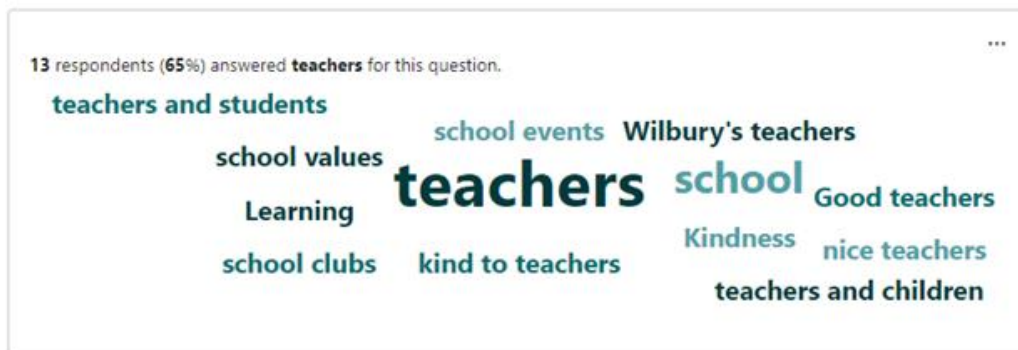 ...
13 respondents (65%) answered teachers for this question.
teachers and students
school events
Wilbury's teachers
school values
teachers
school
Good teachers
Learning
Kindness
nice teachers
school clubs
kind to teachers
teachers and children